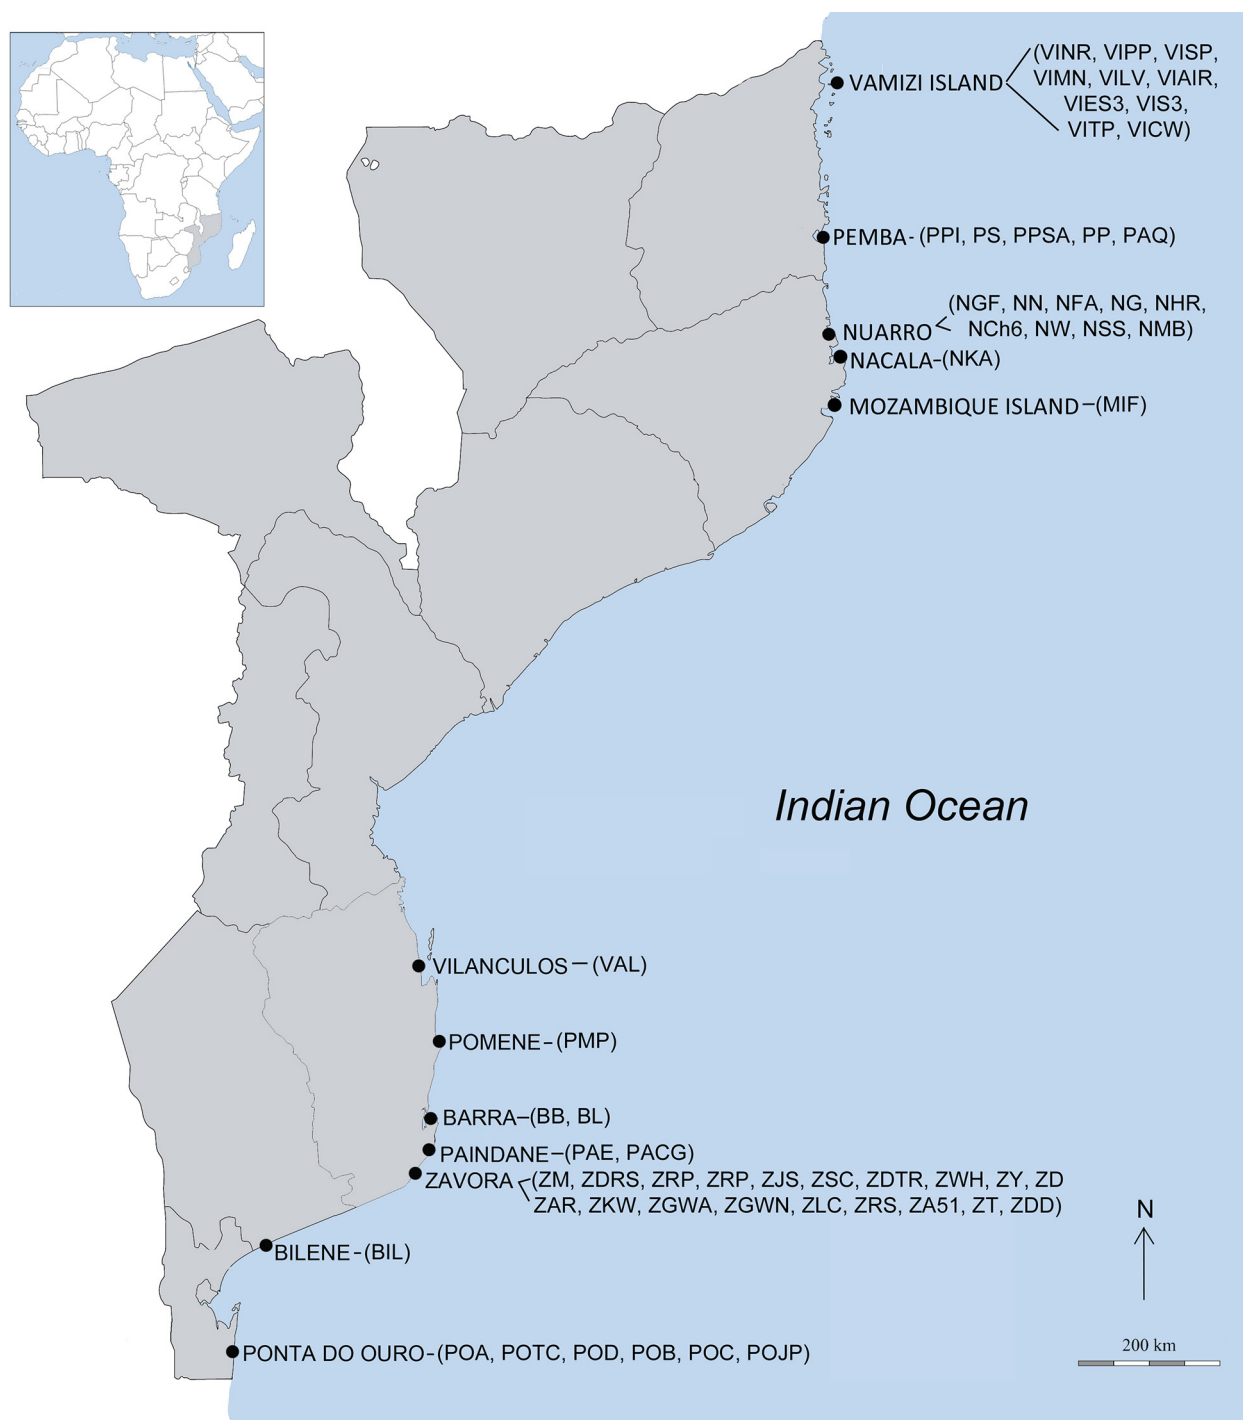 VAMIZI ISLAND
(VINR, VIPP, VISP,
VIMN, VILV, VIAIR,
VIES3, VIS3,
VITP, VICW)
PEMBA- (PPI, PS, PPSA, PP, PAQ)
NUARRO
(NGF, NN, NFA, NG, NHR,
NCh6, NW, NSS, NMB)
NACALA-(NKA)
MOZAMBIQUE ISLAND-(MIF)
Indian Ocean
VILANCULOS-(VAL)
POMENE-(PMP)
BARRA-(BB, BL)
PAINDANE-(PAE, PACG)
ZAVORA
(ZM, ZDRS, ZRP, ZRP, ZJS, ZSC, ZDTR, ZWH, ZY, ZD
ZAR, ZKW, ZGWA, ZGWN, ZLC, ZRS, ZA51, ZT, ZDD)
N
BILENE-(BIL)
200 km
PONTA DO OURO-(POA, POTC, POD, POB, POC, POJP)